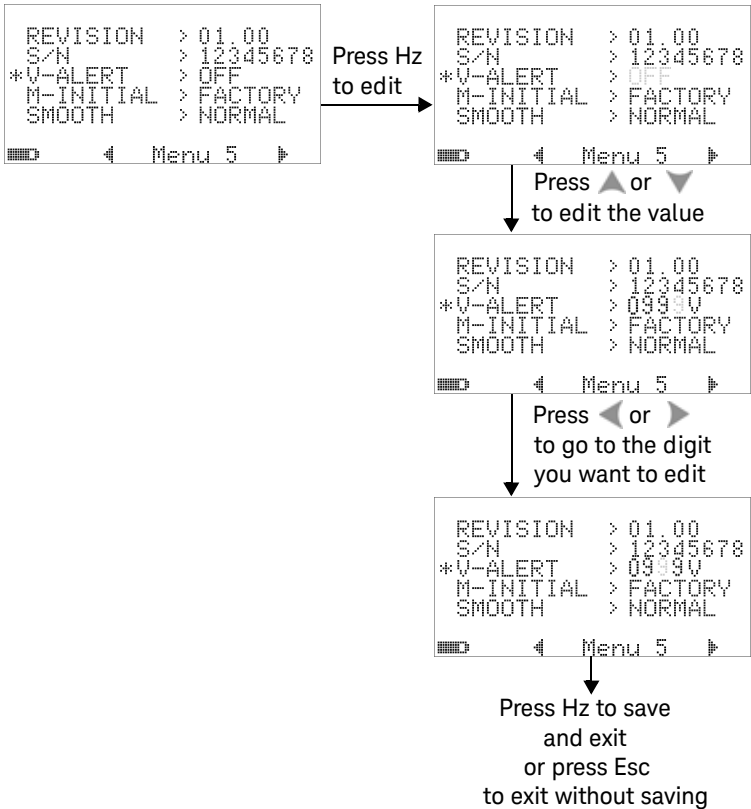 REVISION > 01.00
S/N > 12345678
*V-ALERT > OFF
M-INITIAL > FACTORY
SMOOTH > NORMAL
Menu 5
Press Hz
to edit
REVISION > 01.00
S/N > 12345678
*V-ALERT > OFF
M-INITIAL > FACTORY
SMOOTH > NORMAL
Menu 5
Press ▲ or ▼
to edit the value
REVISION > 01.00
S/N > 12345678
*V-ALERT > 0999V
M-INITIAL > FACTORY
SMOOTH > NORMAL
Menu 5
Press ◀ or ▶
to go to the digit
you want to edit
REVISION > 01.00
S/N > 12345678
*V-ALERT > 0999V
M-INITIAL > FACTORY
SMOOTH > NORMAL
Menu 5
Press Hz to save
and exit
or press Esc
to exit without saving